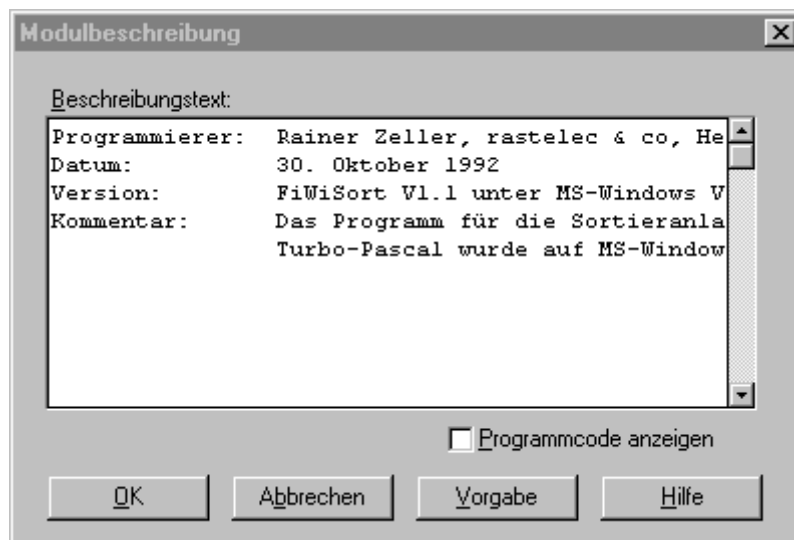 Modulbeschreibung
Beschreibungstext:
Programmierer: Rainer Zeller, rastelec & co, He
Datum: 30. Oktober 1992
Version: FiWiSort V1.1 unter MS-Windows V
Kommentar: Das Programm für die Sortieranla
Turbo-Pascal wurde auf MS-Window
Programmcode anzeigen
OK Abbrechen Vorgabe Hilfe